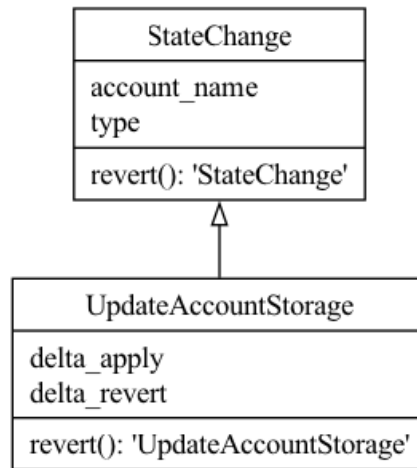 StateChange
account_name
type
revert(): 'StateChange'
UpdateAccountStorage
delta_apply
delta_revert
revert(): 'UpdateAccountStorage'